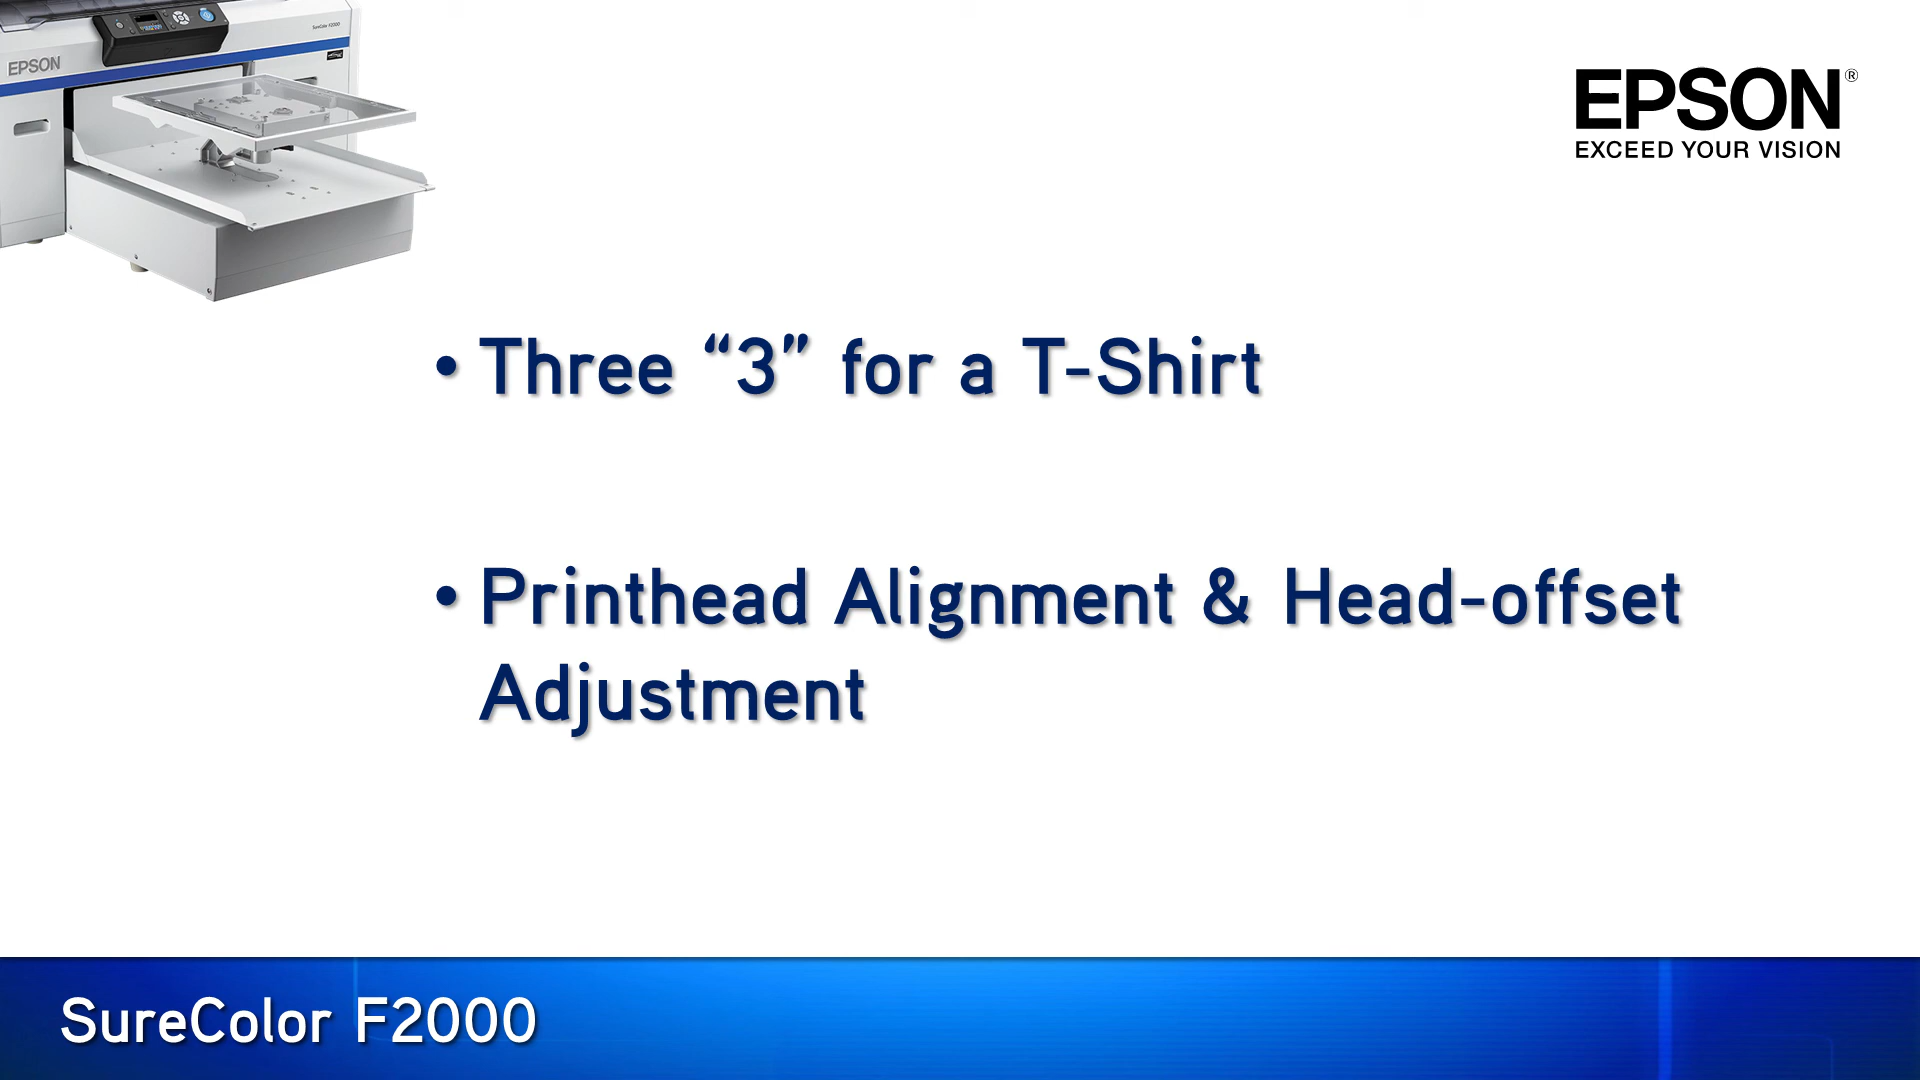 SureColor F2000
EPSON
EPSON®
EXCEED YOUR VISION
• Three “3” for a T-Shirt
• Printhead Alignment & Head-offset
Adjustment
SureColor F2000